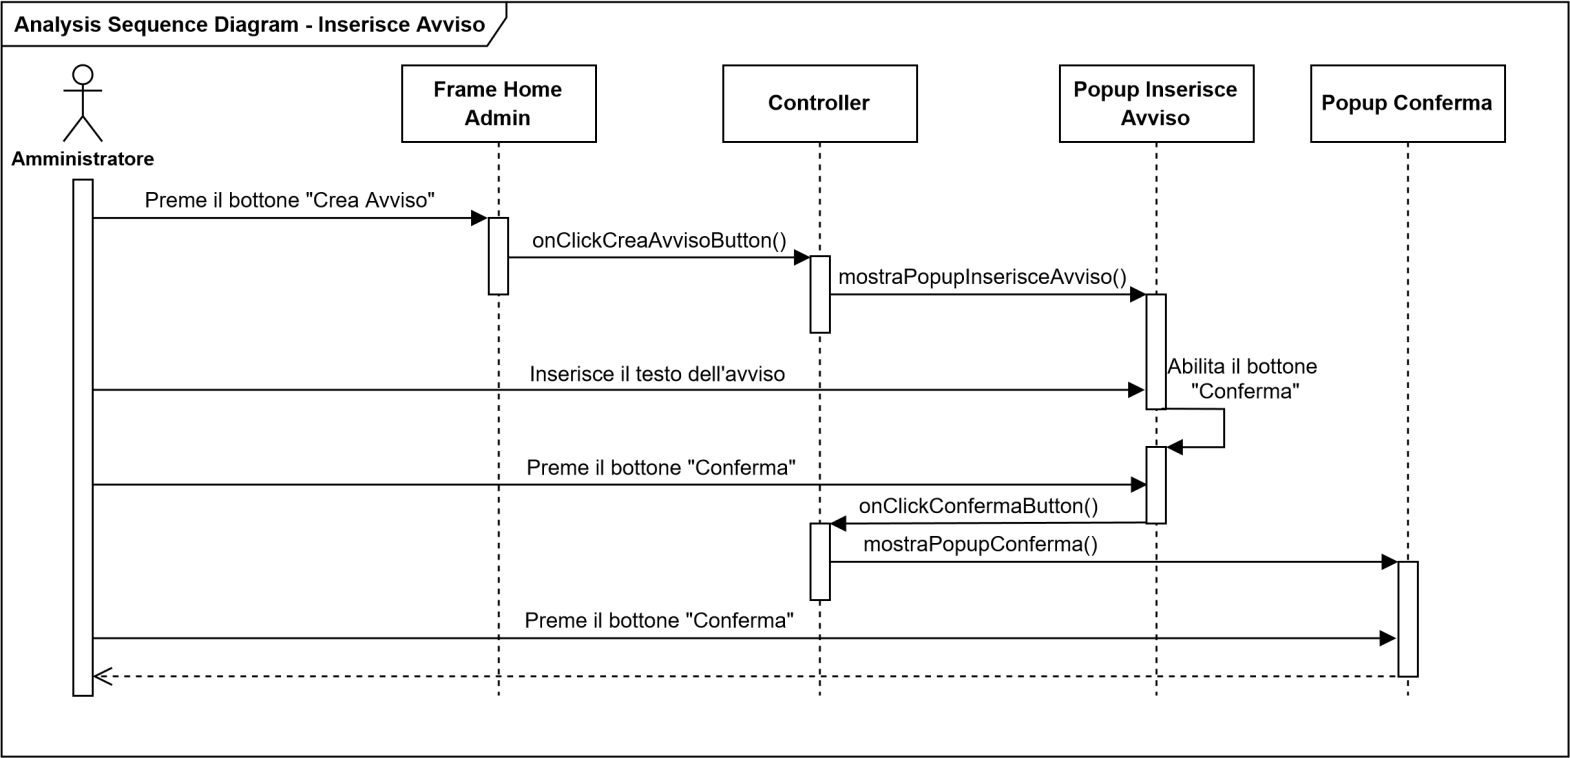 Analysis Sequence Diagram - Inserisce Avviso
Amministratore
Frame Home
Admin
Controller
Popup Inserisce
Avviso
Popup Conferma
Preme il bottone "Crea Avviso"
onClickCreaAvvisoButton()
mostraPopupInserisceAvviso()
Inserisce il testo dell'avviso
Abilita il bottone
"Conferma"
Preme il bottone "Conferma"
onClickConfermaButton()
mostraPopupConferma()
Preme il bottone "Conferma"